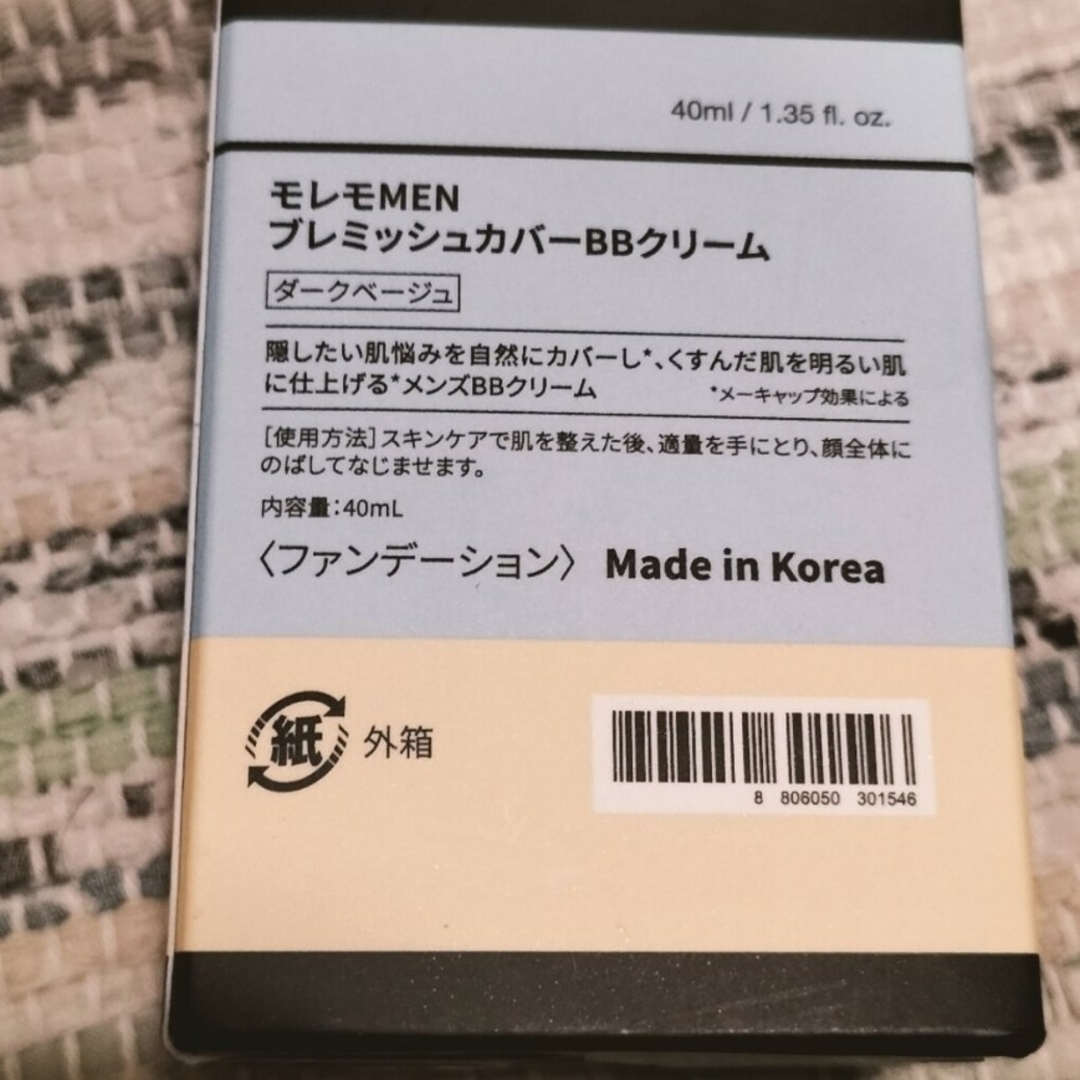 40ml / 1.35 fl. oz.
モレモMEN
ブレミッシュカバーBBクリーム
ダークベージュ
隠したい肌悩みを自然にカバーし*、くすんだ肌を明るい肌
に仕上げる*メンズBBクリーム *メーキャップ効果による
[使用方法]スキンケアで肌を整えた後、適量を手にとり、顔全体に
のばしてなじませます。
内容量:40mL
〈ファンデーション〉 Made in Korea
紙 外箱
8 806050 301546